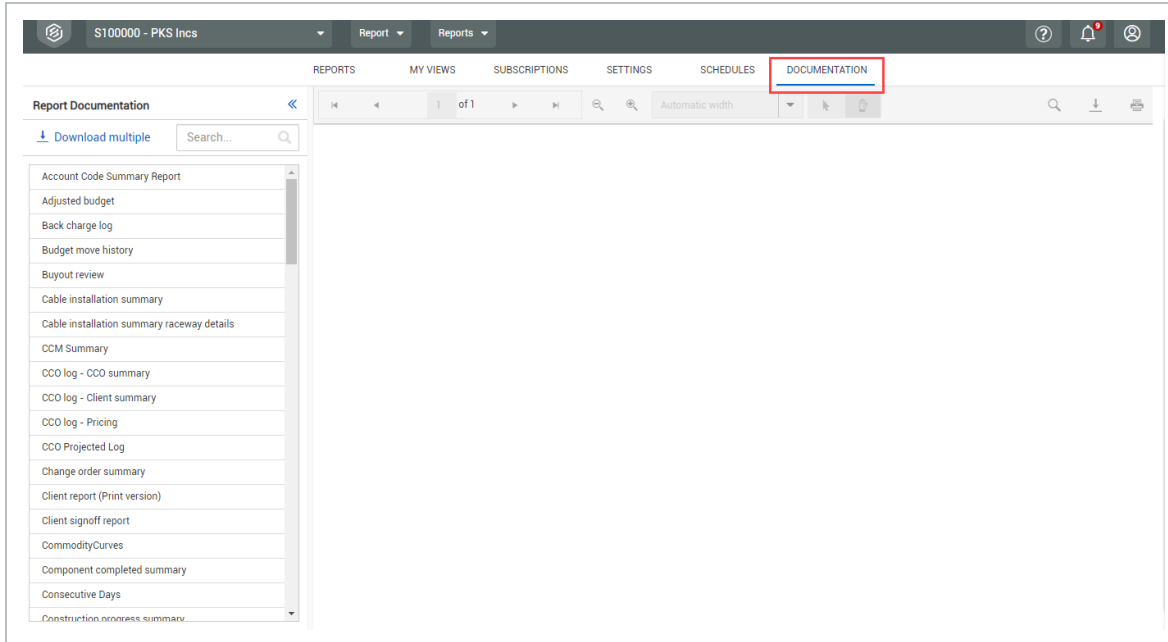 S100000 - PKS Incs Report Reports 9
REPORTS MY VIEWS SUBSCRIPTIONS SETTINGS SCHEDULES DOCUMENTATION
Report Documentation
1 of 1 Automatic width
Download multiple Search...
Account Code Summary Report
Adjusted budget
Back charge log
Budget move history
Buyout review
Cable installation summary
Cable installation summary raceway details
CCM Summary
CCO log - CCO summary
CCO log - Client summary
CCO log - Pricing
CCO Projected Log
Change order summary
Client report (Print version)
Client signoff report
CommodityCurves
Component completed summary
Consecutive Days
Construction progress summary